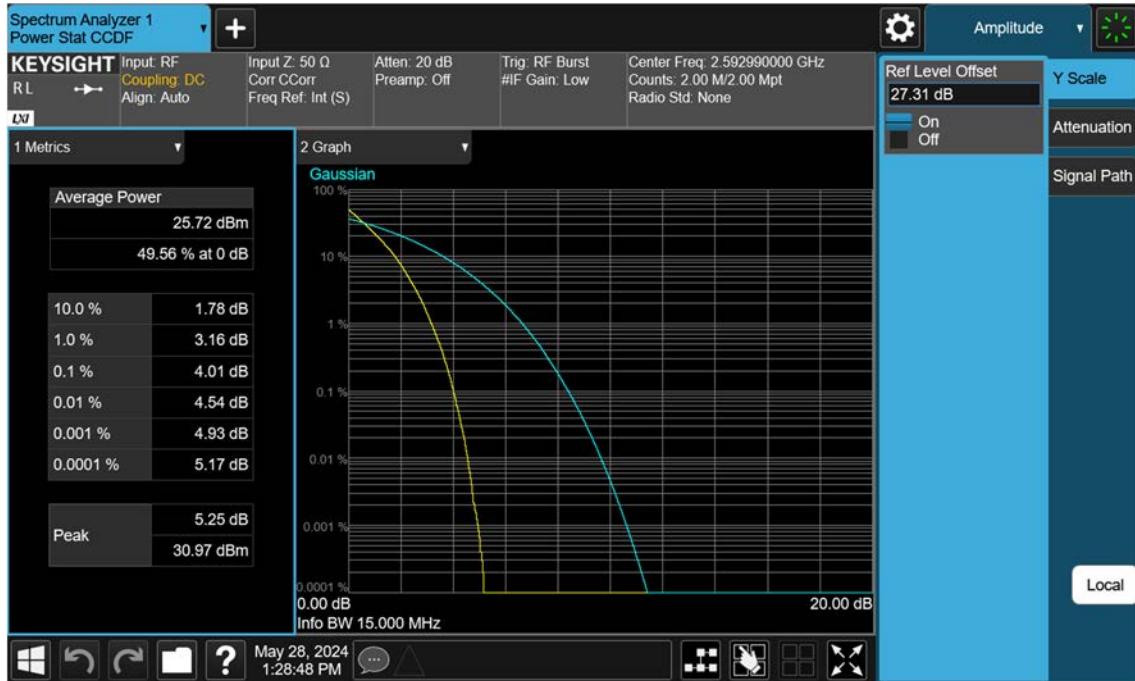 Spectrum Analyzer 1
Power Stat CCDF
Amplitude
KEYSIGHT
R L
LXI
Input: RF
Coupling: DC
Align: Auto
Input Z: 50 Ω
Corr CCorr
Freq Ref: Int (S)
Atten: 20 dB
Preamp: Off
Trig: RF Burst
#IF Gain: Low
Center Freq: 2.592990000 GHz
Counts: 2.00 M/2.00 Mpt
Radio Std: None
Ref Level Offset
27.31 dB
On
Off
Y Scale
Attenuation
Signal Path
1 Metrics
Average Power
25.72 dBm
49.56 % at 0 dB
10.0 % 1.78 dB
1.0 % 3.16 dB
0.1 % 4.01 dB
0.01 % 4.54 dB
0.001 % 4.93 dB
0.0001 % 5.17 dB
Peak
5.25 dB
30.97 dBm
2 Graph
Gaussian
100 %
10 %
1 %
0.1 %
0.01 %
0.001 %
0.0001 %
0.00 dB 20.00 dB
Info BW 15.000 MHz
Local
?
May 28, 2024
1:28:48 PM